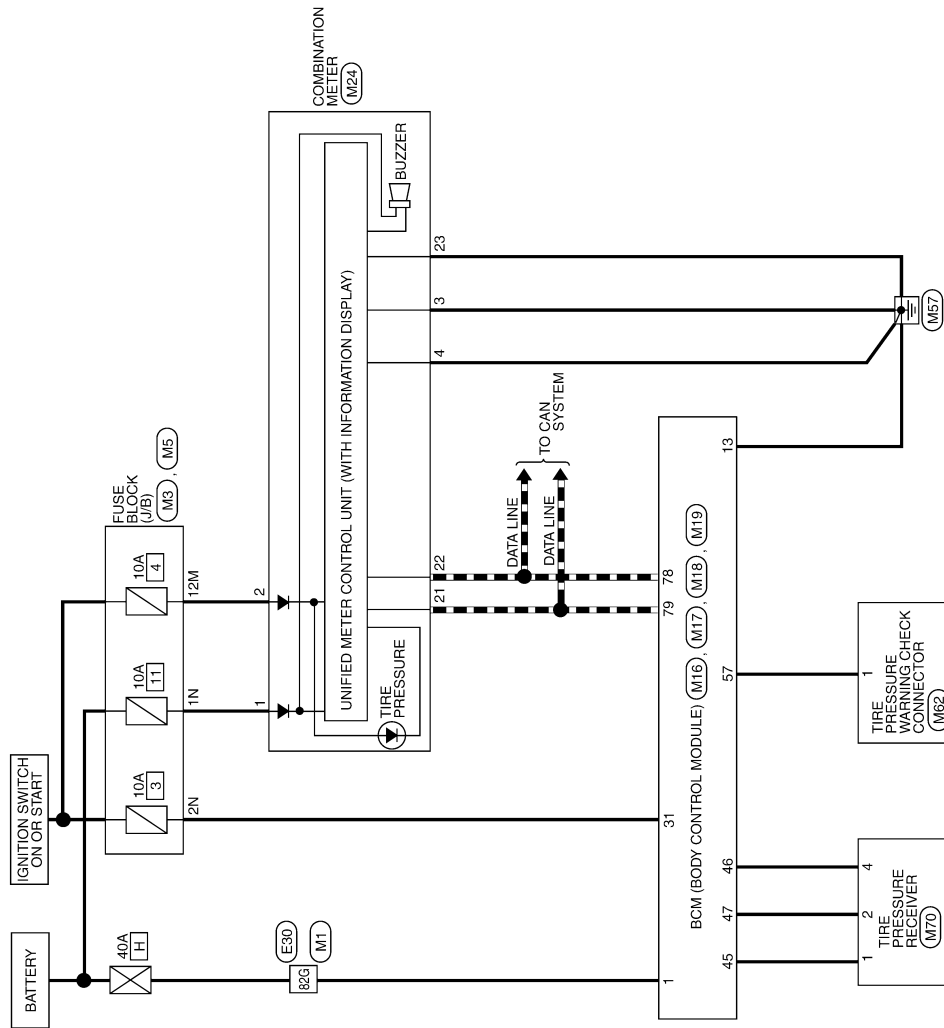 BATTERY
IGNITION SWITCH
ON OR START
40A
H
10A
3
10A
11
10A
4
FUSE
BLOCK
(J/B)
M3 , M5
2N
1N
12M
E30
82G
M1
1
2
COMBINATION
METER
M24
UNIFIED METER CONTROL UNIT (WITH INFORMATION DISPLAY)
TIRE
PRESSURE
BUZZER
21
22
4
3
23
DATA LINE
DATA LINE
TO CAN
SYSTEM
1
31
79
78
13
BCM (BODY CONTROL MODULE) M16 , M17 , M18 , M19
45
47
46
57
M57
1
2
4
TIRE
PRESSURE
RECEIVER
M70
1
TIRE
PRESSURE
WARNING CHECK
CONNECTOR
M62